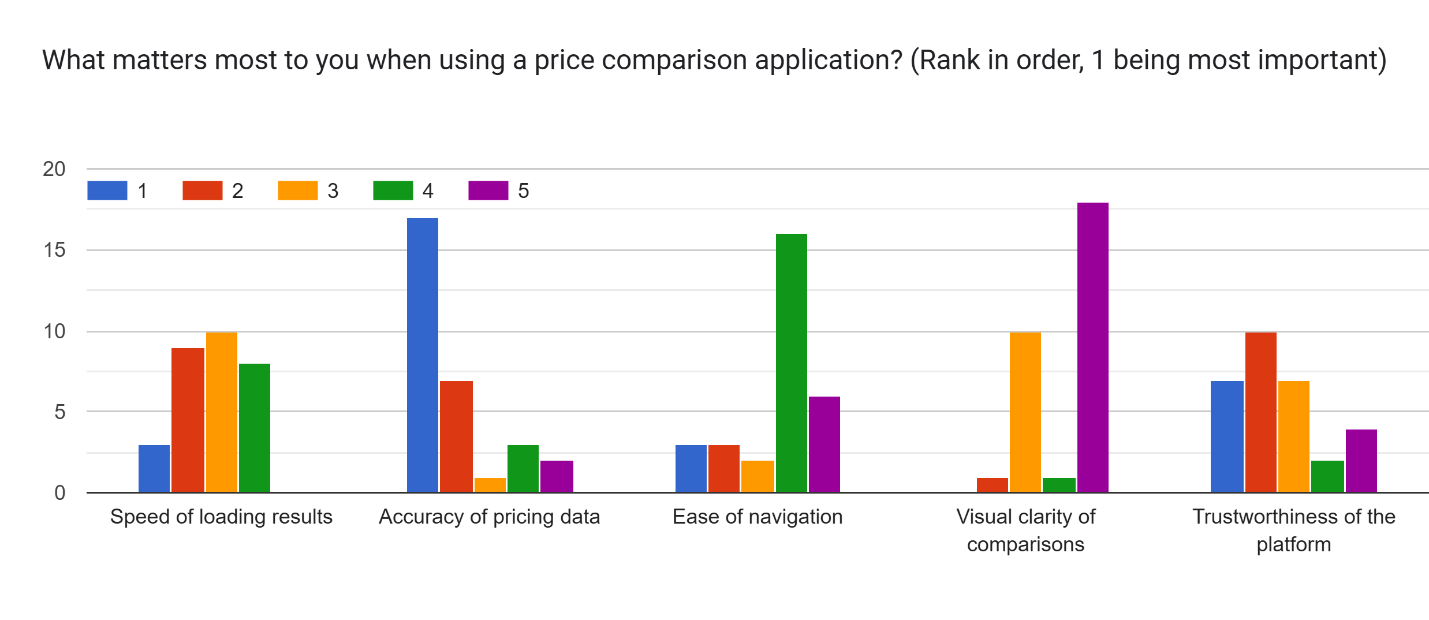 What matters most to you when using a price comparison application? (Rank in order, 1 being most important)
20
1 2 3 4 5
15
10
5
0
Speed of loading results Accuracy of pricing data Ease of navigation Visual clarity of comparisons Trustworthiness of the platform